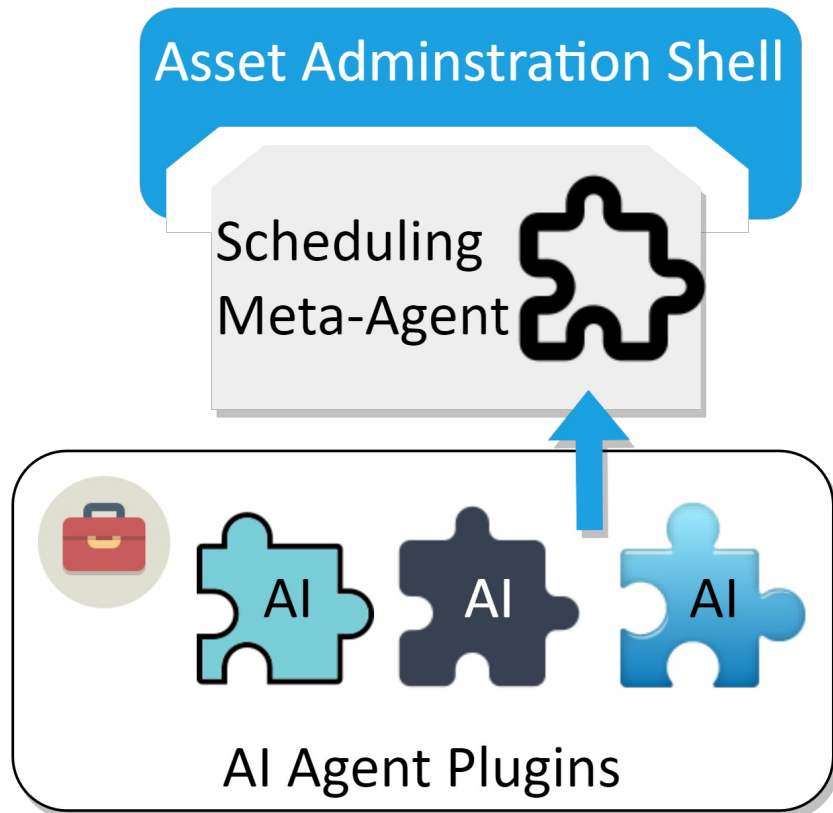 Asset Adminstration Shell
Scheduling
Meta-Agent
AI AI AI
AI Agent Plugins